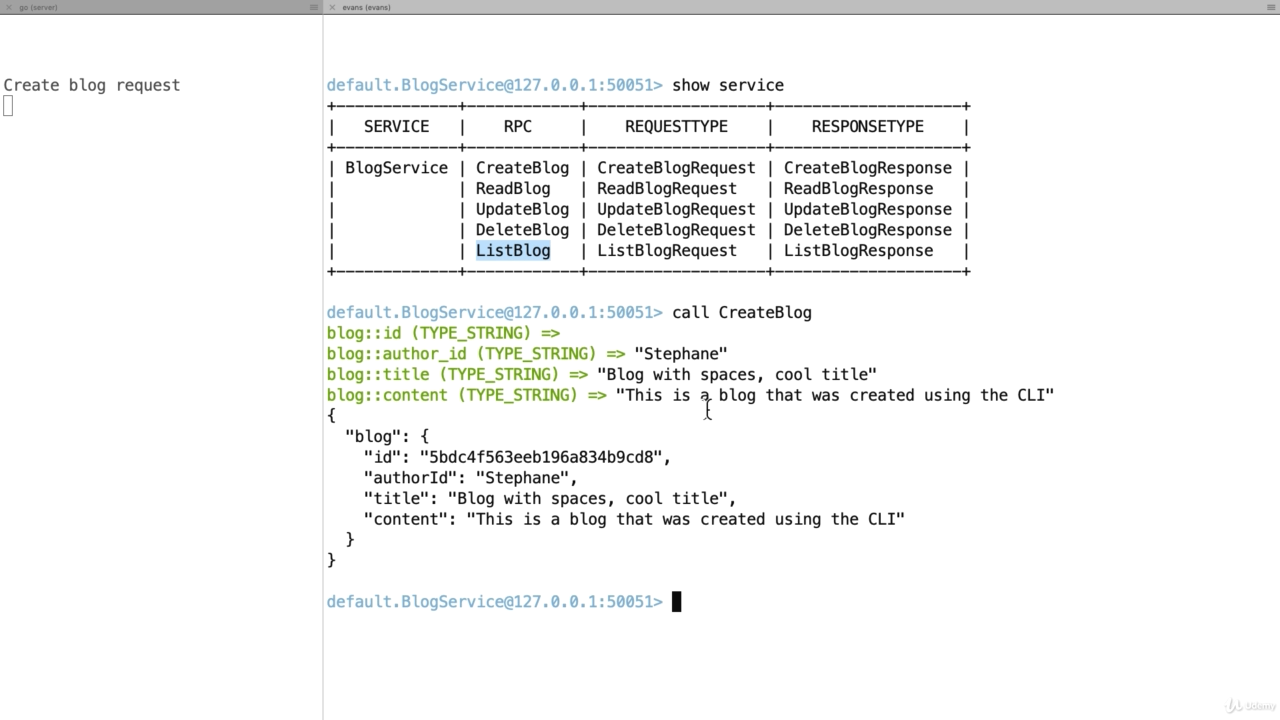 go (server)
evans (evans)
Create blog request
default.BlogService@127.0.0.1:50051> show service
+-------------+------------+-------------------+--------------------+
|   SERVICE   |    RPC     |    REQUESTTYPE    |    RESPONSETYPE    |
+-------------+------------+-------------------+--------------------+
| BlogService | CreateBlog | CreateBlogRequest | CreateBlogResponse |
|             | ReadBlog   | ReadBlogRequest   | ReadBlogResponse   |
|             | UpdateBlog | UpdateBlogRequest | UpdateBlogResponse |
|             | DeleteBlog | DeleteBlogRequest | DeleteBlogResponse |
|             | ListBlog   | ListBlogRequest   | ListBlogResponse   |
+-------------+------------+-------------------+--------------------+
default.BlogService@127.0.0.1:50051> call CreateBlog
blog::id (TYPE_STRING) =>
blog::author_id (TYPE_STRING) => "Stephane"
blog::title (TYPE_STRING) => "Blog with spaces, cool title"
blog::content (TYPE_STRING) => "This is a blog that was created using the CLI"
{
  "blog": {
    "id": "5bdc4f563eeb196a834b9cd8",
    "authorId": "Stephane",
    "title": "Blog with spaces, cool title",
    "content": "This is a blog that was created using the CLI"
  }
}
default.BlogService@127.0.0.1:50051>
Udemy